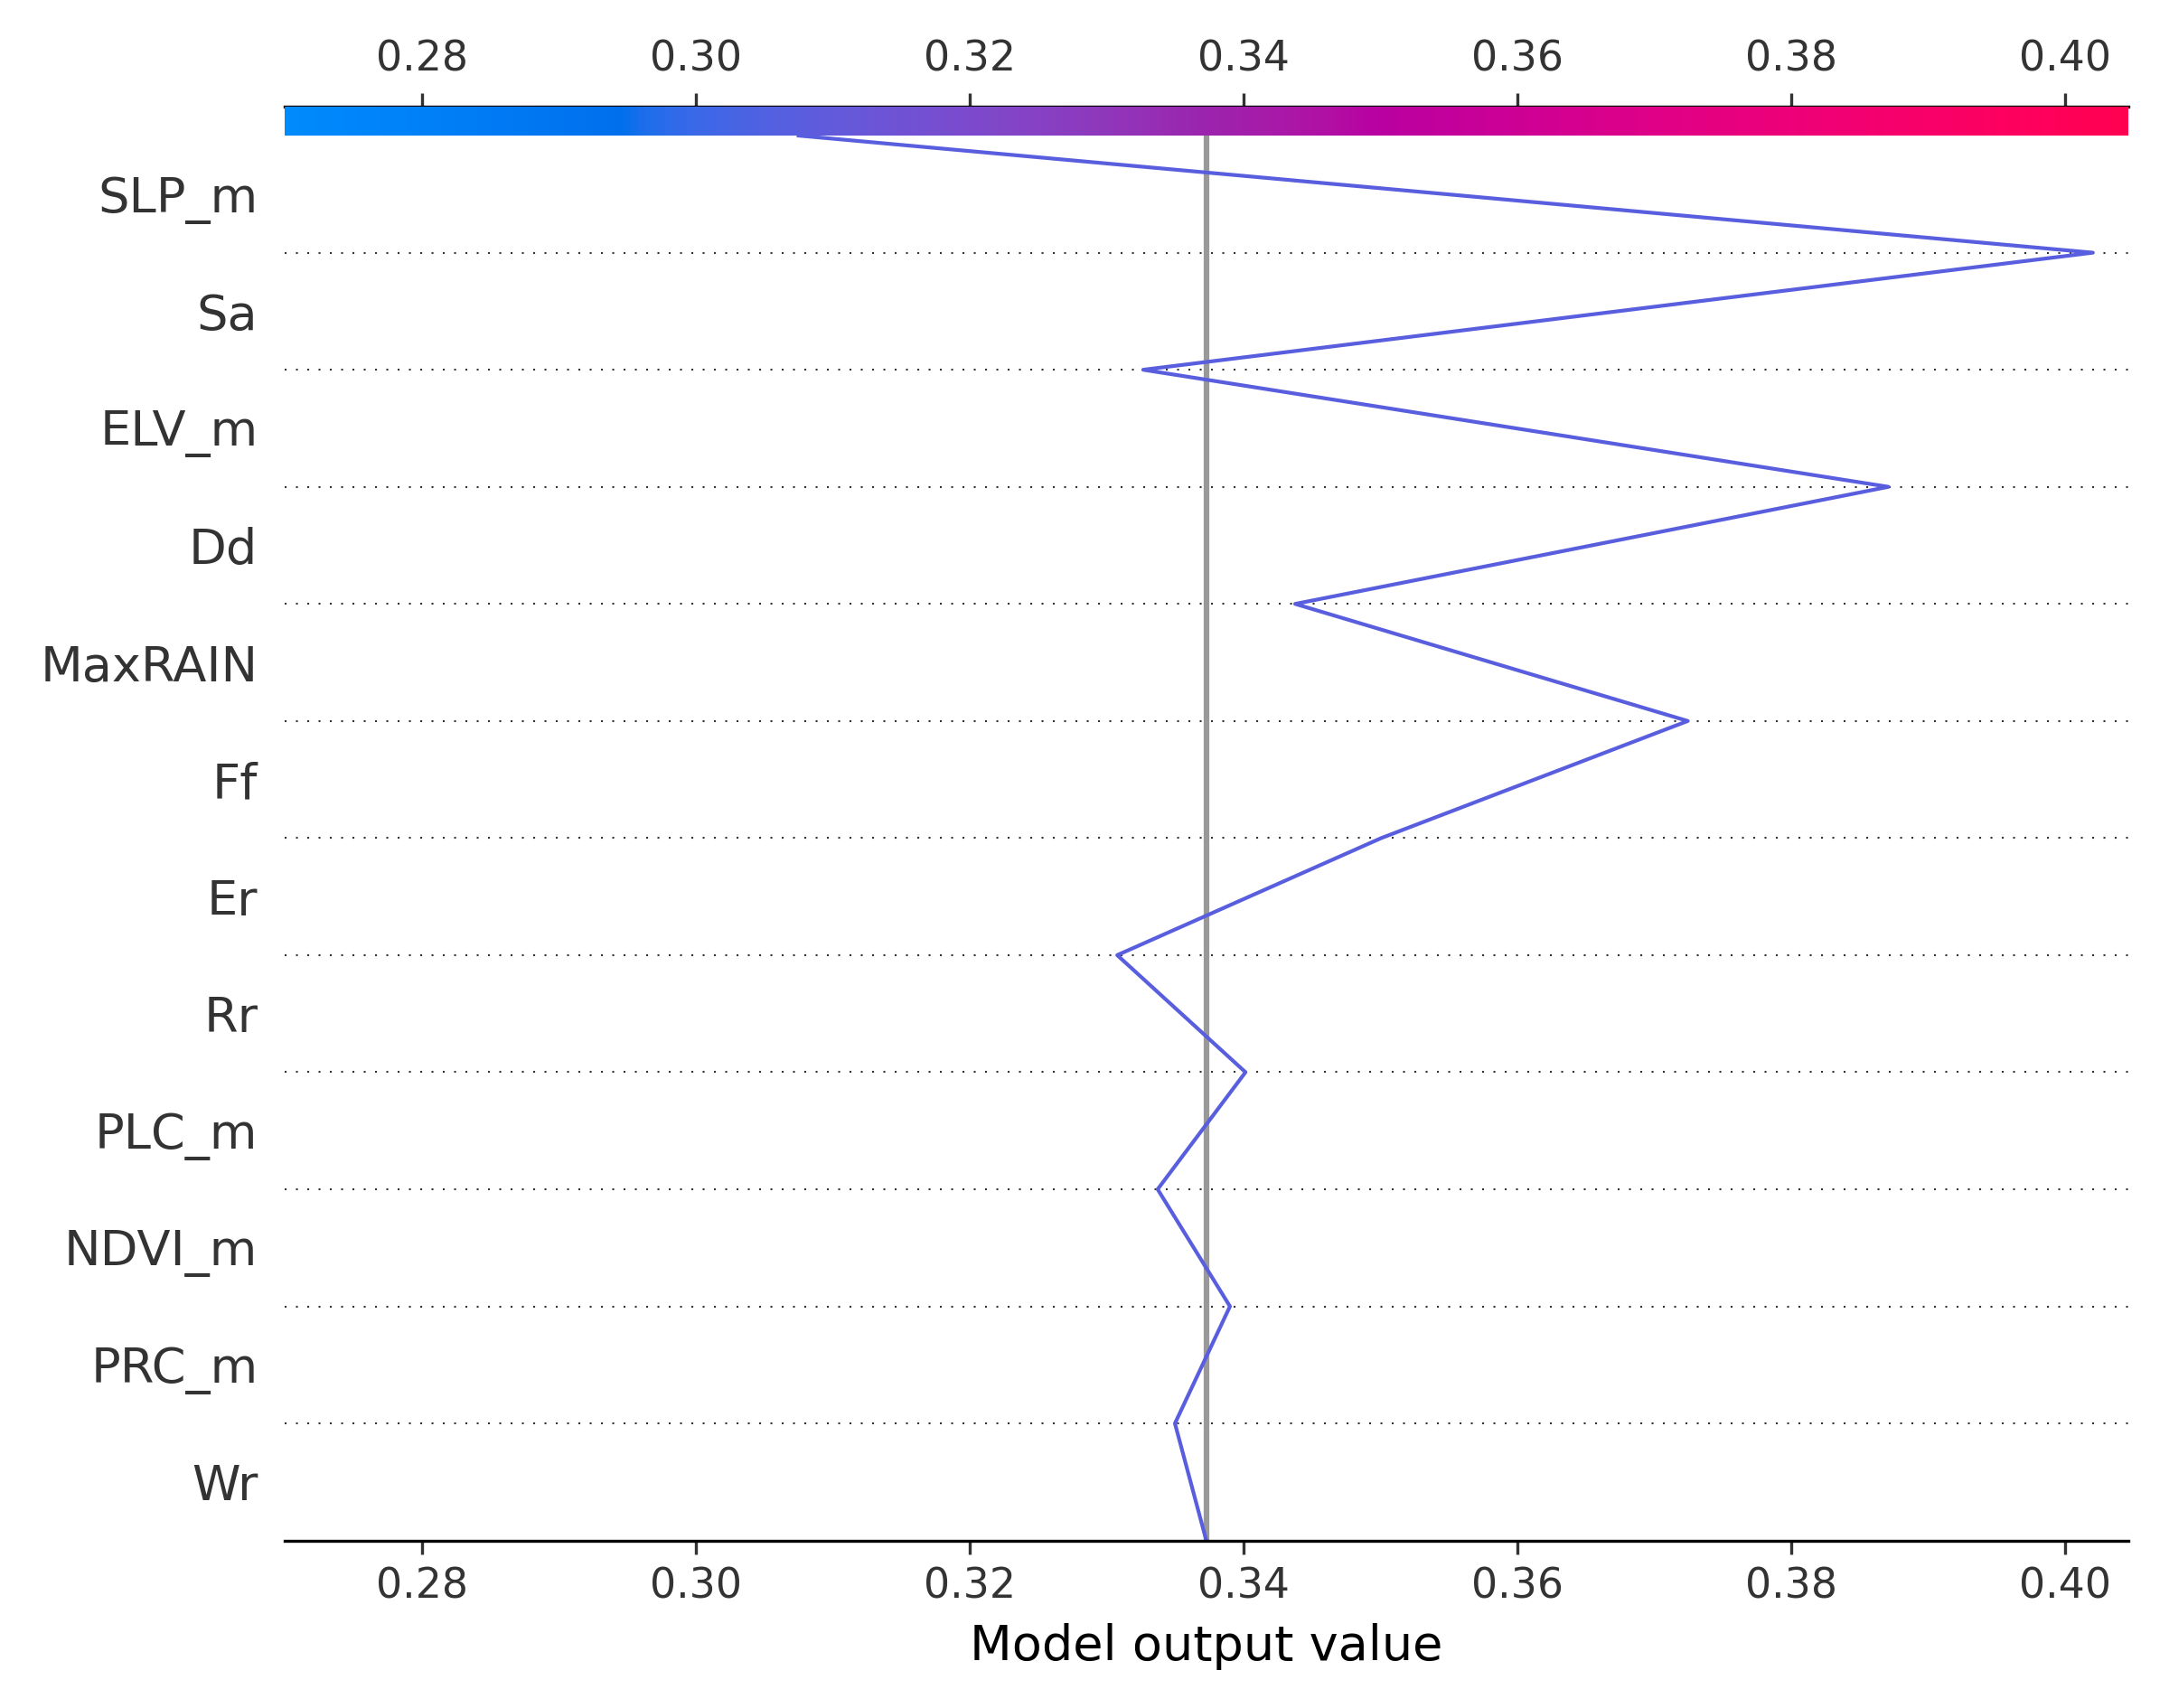 0.28 0.30 0.32 0.34 0.36 0.38 0.40
SLP_m
Sa
ELV_m
Dd
MaxRAIN
Ff
Er
Rr
PLC_m
NDVI_m
PRC_m
Wr
0.28 0.30 0.32 0.34 0.36 0.38 0.40
Model output value